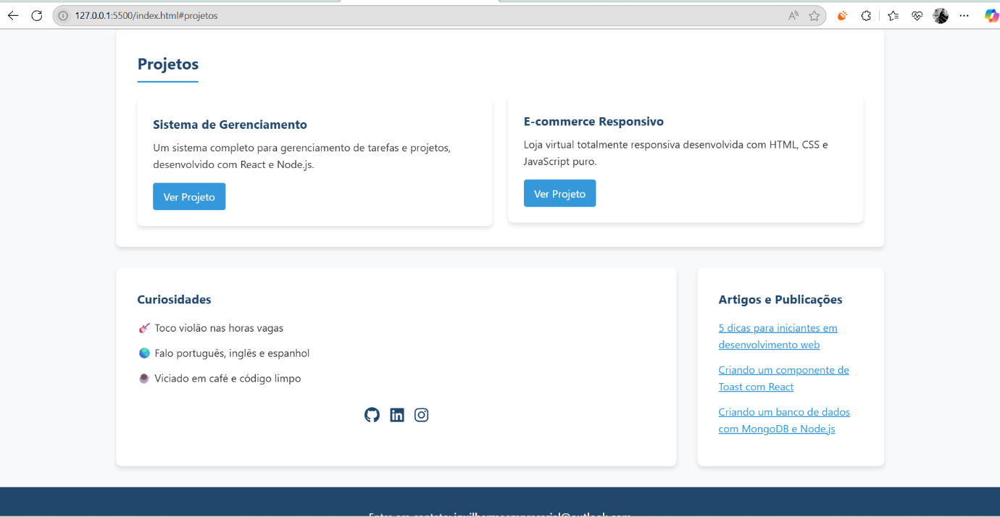 127.0.0.1:5500/index.html#projetos
Projetos
Sistema de Gerenciamento
Um sistema completo para gerenciamento de tarefas e projetos,
desenvolvido com React e Node.js.
Ver Projeto
E-commerce Responsivo
Loja virtual totalmente responsiva desenvolvida com HTML, CSS e
JavaScript puro.
Ver Projeto
Curiosidades
Toco violão nas horas vagas
Falo português, inglês e espanhol
Viciado em café e código limpo
Artigos e Publicações
5 dicas para iniciantes em
desenvolvimento web
Criando um componente de
Toast com React
Criando um banco de dados
com MongoDB e Node.js
Entre em contato: